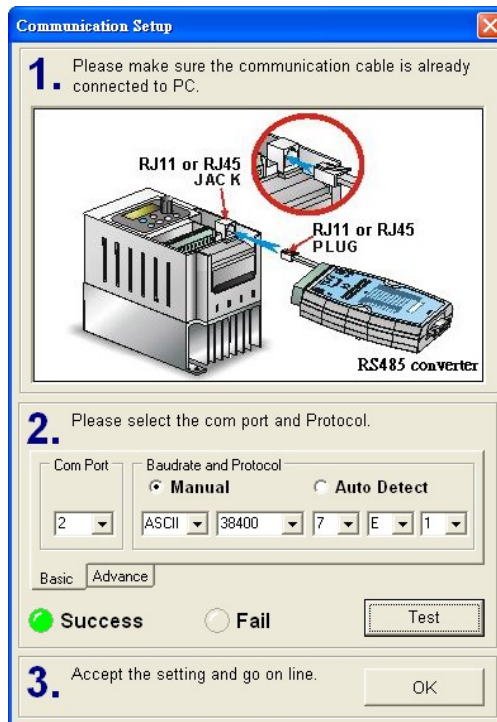 Communication Setup
1. Please make sure the communication cable is already
connected to PC.
RJ11 or RJ45
JACK
RJ11 or RJ45
PLUG
RS485 converter
2. Please select the com port and Protocol.
Com Port
Baudrate and Protocol
Manual
Auto Detect
2
ASCII
38400
7
E
1
Basic
Advance
Success
Fail
Test
3. Accept the setting and go on line.
OK